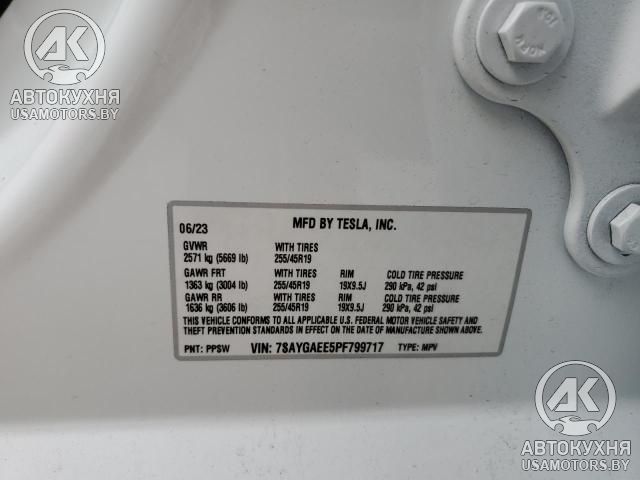 AK
АВТОКУХНЯ
USAMOTORS.BY
06/23 MFD BY TESLA, INC.
GVWR WITH TIRES
2571 kg (5669 lb) 255/45R19
GAWR FRT WITH TIRES RIM COLD TIRE PRESSURE
1363 kg (3004 lb) 255/45R19 19X9.5J 290 kPa, 42 psi
GAWR RR WITH TIRES RIM COLD TIRE PRESSURE
1636 kg (3606 lb) 255/45R19 19X9.5J 290 kPa, 42 psi
THIS VEHICLE CONFORMS TO ALL APPLICABLE U.S. FEDERAL MOTOR VEHICLE SAFETY AND
THEFT PREVENTION STANDARDS IN EFFECT ON THE DATE OF MANUFACTURE SHOWN ABOVE.
PNT: PPSW VIN: 7SAYGAEE5PF799717 TYPE: MPV
AK
АВТОКУХНЯ
USAMOTORS.BY